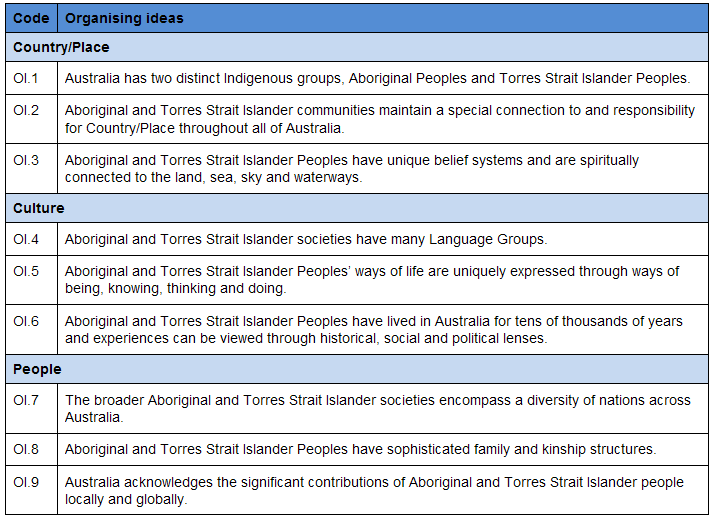 Code Organising ideas
Country/Place
OI.1 Australia has two distinct Indigenous groups, Aboriginal Peoples and Torres Strait Islander Peoples.
OI.2 Aboriginal and Torres Strait Islander communities maintain a special connection to and responsibility
for Country/Place throughout all of Australia.
OI.3 Aboriginal and Torres Strait Islander Peoples have unique belief systems and are spiritually
connected to the land, sea, sky and waterways.
Culture
OI.4 Aboriginal and Torres Strait Islander societies have many Language Groups.
OI.5 Aboriginal and Torres Strait Islander Peoples' ways of life are uniquely expressed through ways of
being, knowing, thinking and doing.
OI.6 Aboriginal and Torres Strait Islander Peoples have lived in Australia for tens of thousands of years
and experiences can be viewed through historical, social and political lenses.
People
OI.7 The broader Aboriginal and Torres Strait Islander societies encompass a diversity of nations across
Australia.
OI.8 Aboriginal and Torres Strait Islander Peoples have sophisticated family and kinship structures.
OI.9 Australia acknowledges the significant contributions of Aboriginal and Torres Strait Islander people
locally and globally.